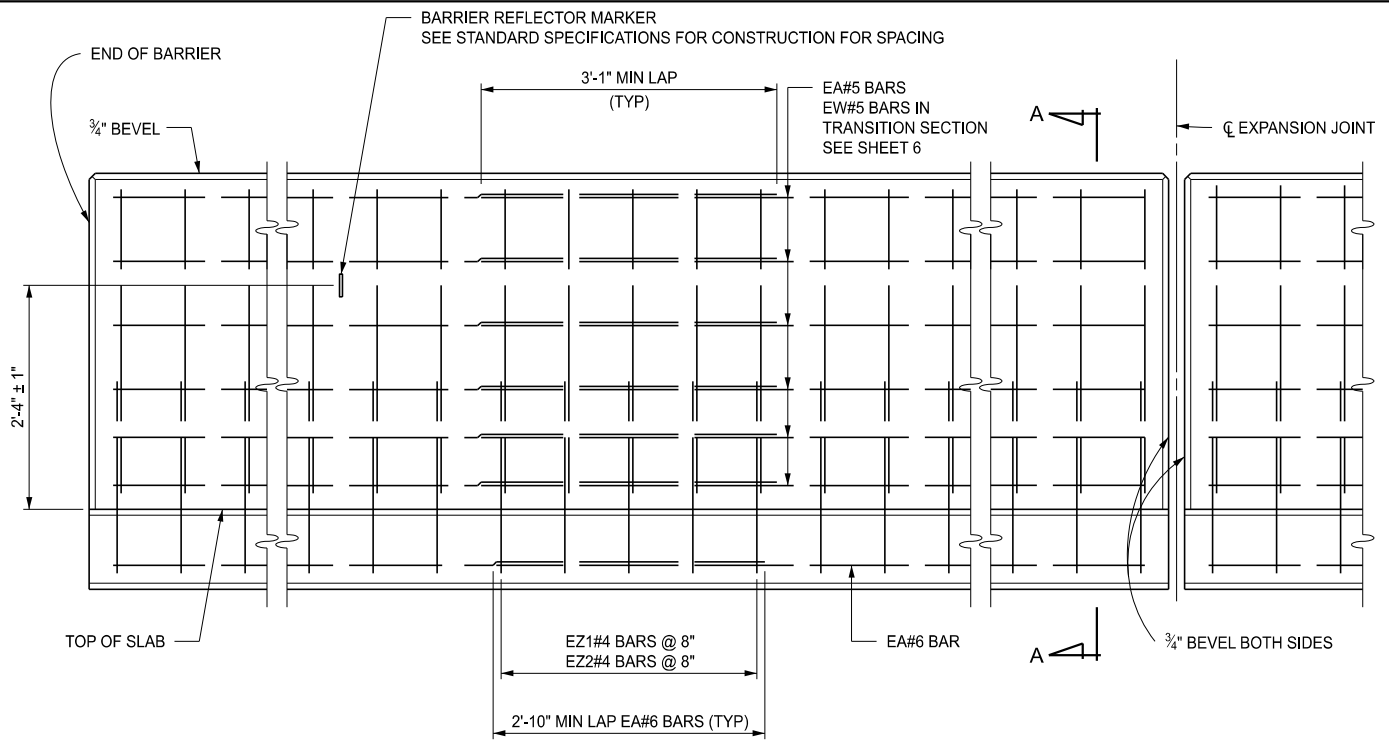 BARRIER REFLECTOR MARKER
SEE STANDARD SPECIFICATIONS FOR CONSTRUCTION FOR SPACING
END OF BARRIER
3'-1" MIN LAP
(TYP)
EA#5 BARS
EW#5 BARS IN
TRANSITION SECTION
SEE SHEET 6
A
℄ EXPANSION JOINT
¾" BEVEL
2'-4" ± 1"
TOP OF SLAB
EZ1#4 BARS @ 8"
EZ2#4 BARS @ 8"
EA#6 BAR
A
¾" BEVEL BOTH SIDES
2'-10" MIN LAP EA#6 BARS (TYP)